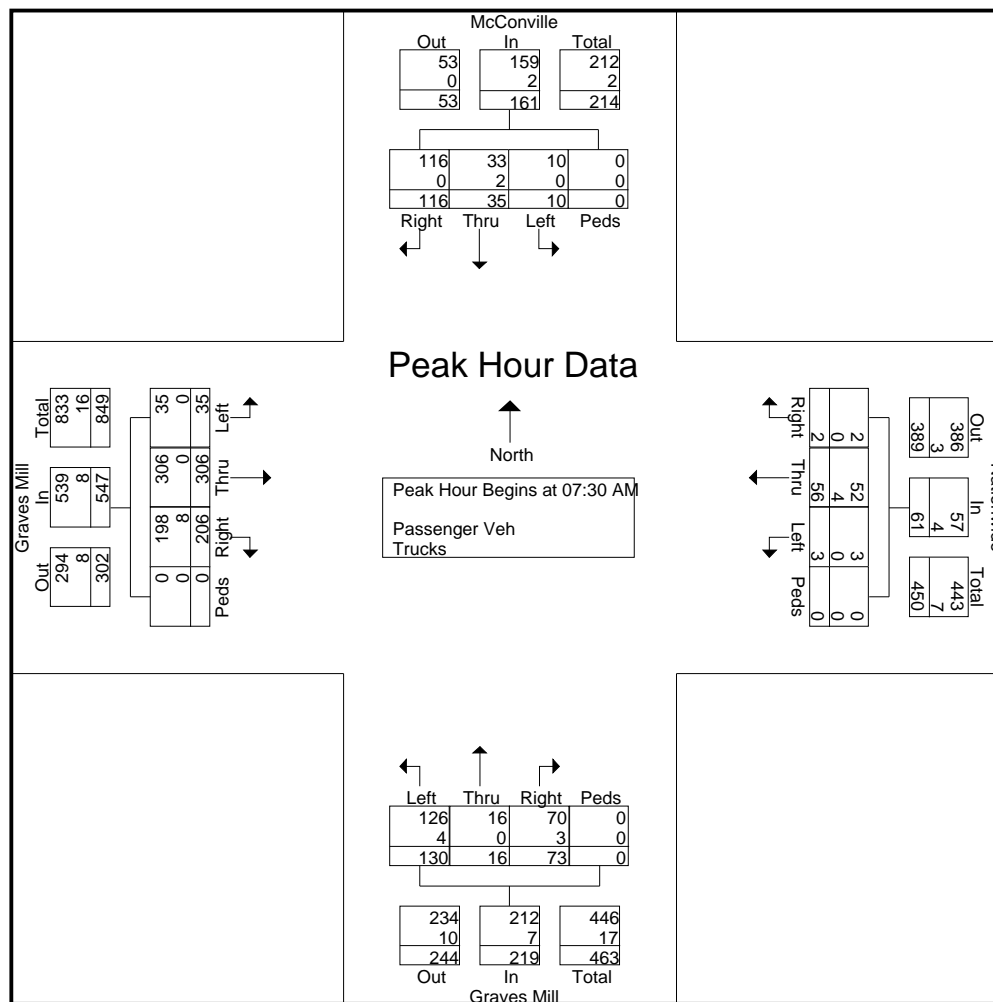 McConville
Out In Total
53 159 212
0 2 2
53 161 214
116 33 10 0
0 2 0 0
116 35 10 0
Right Thru Left Peds
Peak Hour Data
North
Peak Hour Begins at 07:30 AM
Passenger Veh
Trucks
Graves Mill
Out In Total
294 539 833
8 8 16
302 547 849
Peds Right Thru Left
0 198 306 35
0 8 0 0
0 206 306 35
Out In Total
386 57 443
3 4 7
389 61 450
Right Thru Left Peds
2 52 3 0
0 4 0 0
2 56 3 0
Left Thru Right Peds
126 16 70 0
4 0 3 0
130 16 73 0
234 212 446
10 7 17
244 219 463
Out In Total
Graves Mill